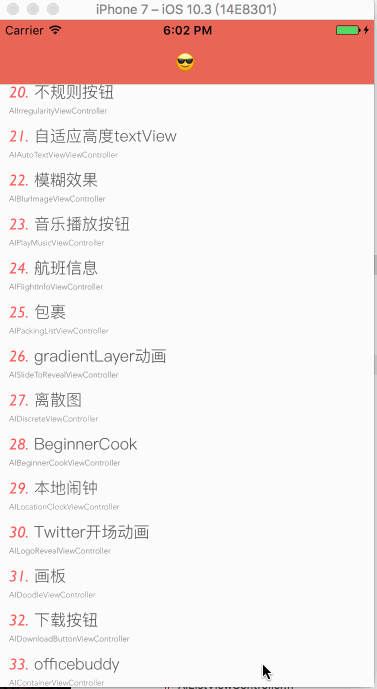 iPhone 7 – iOS 10.3 (14E8301)
Carrier 6:02 PM
20. 不规则按钮
AIIrregularityViewController
21. 自适应高度textView
AIAutoTextViewViewController
22. 模糊效果
AIBlurImageViewController
23. 音乐播放按钮
AIPlayMusicViewController
24. 航班信息
AIFlightInfoViewController
25. 包裹
AIPackingListViewController
26. gradientLayer动画
AISlideToRevealViewController
27. 离散图
AIDiscreteViewController
28. BeginnerCook
AIBeginnerCookViewController
29. 本地闹钟
AILocationClockViewController
30. Twitter开场动画
AILogoRevealViewController
31. 画板
AIDoodleViewController
32. 下载按钮
AIDownloadButtonViewController
33. officebuddy
AIContainerViewController